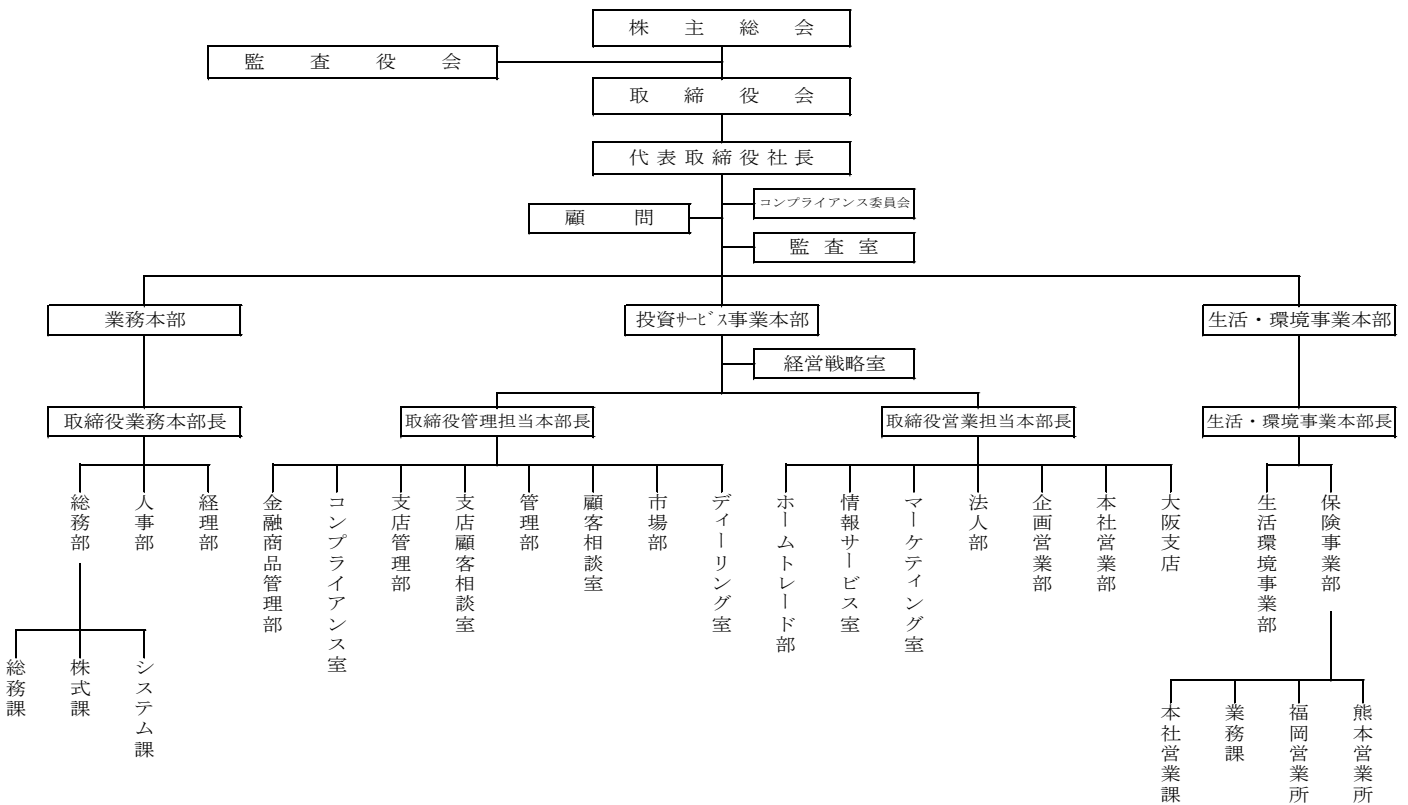 株主総会
監査役会
取締役会
代表取締役社長
コンプライアンス委員会
顧問
監査室
業務本部
投資ｻｰﾋﾞｽ事業本部
生活・環境事業本部
経営戦略室
取締役業務本部長
取締役管理担当本部長
取締役営業担当本部長
生活・環境事業本部長
総務部
人事部
経理部
金融商品管理部
コンプライアンス室
支店管理部
支店顧客相談室
管理部
顧客相談室
市場部
ディーリング室
ホームトレード部
情報サービス室
マーケティング室
法人部
企画営業部
本社営業部
大阪支店
生活環境事業部
保険事業部
総務課
株式課
システム課
本社営業課
業務課
福岡営業所
熊本営業所